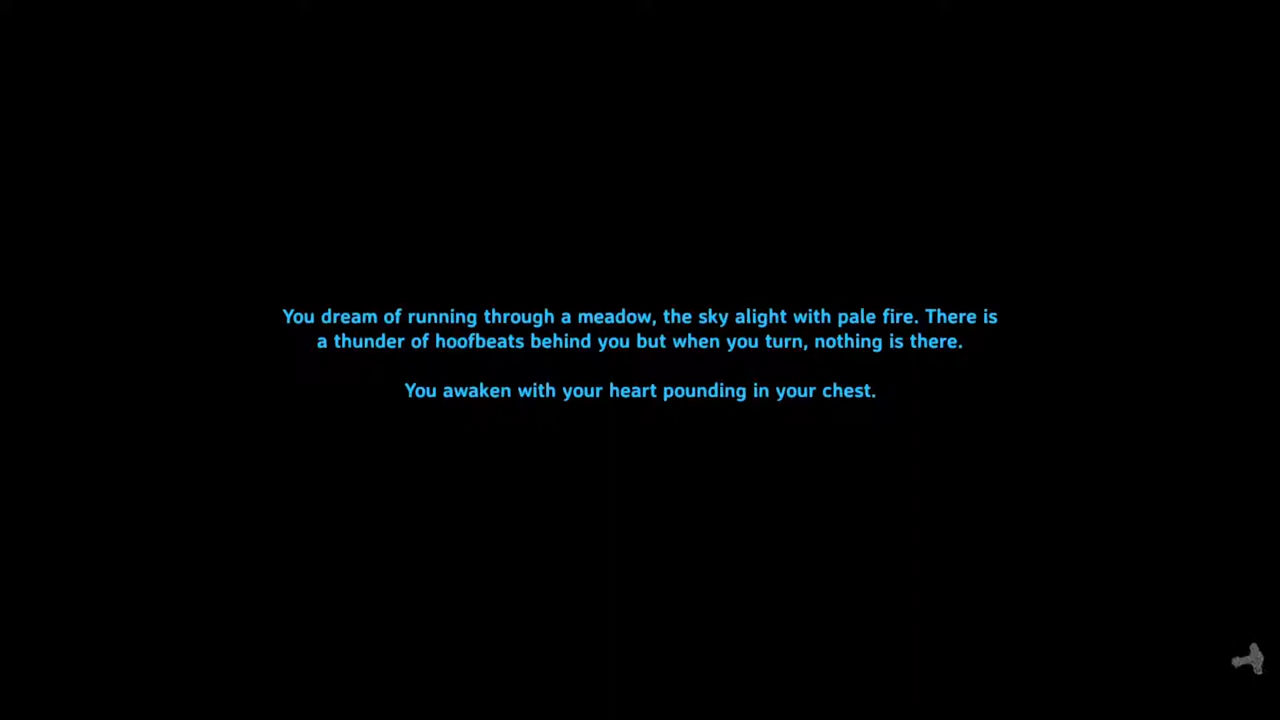 You dream of running through a meadow, the sky alight with pale fire. There is
a thunder of hoofbeats behind you but when you turn, nothing is there.
You awaken with your heart pounding in your chest.